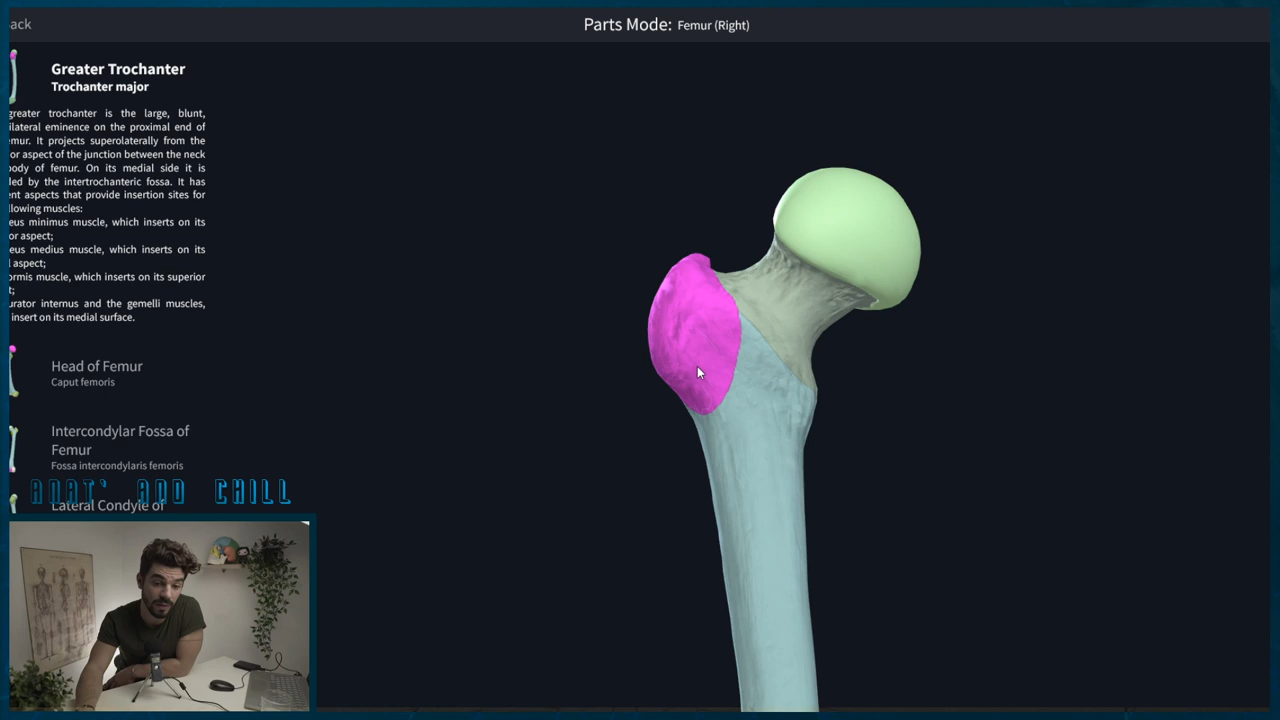 ack
Parts Mode: Femur (Right)
Greater Trochanter
Trochanter major
greater trochanter is the large, blunt,
ilateral eminence on the proximal end of
emur. It projects superolaterally from the
or aspect of the junction between the neck
body of femur. On its medial side it is
ded by the intertrochanteric fossa. It has
ent aspects that provide insertion sites for
llowing muscles:
eus minimus muscle, which inserts on its
or aspect;
eus medius muscle, which inserts on its
l aspect;
ormis muscle, which inserts on its superior
t;
urator internus and the gemelli muscles,
insert on its medial surface.
Head of Femur
Caput femoris
Intercondylar Fossa of
Femur
Fossa intercondylaris femoris
ANAT' AND CHILL
Lateral Condyle of